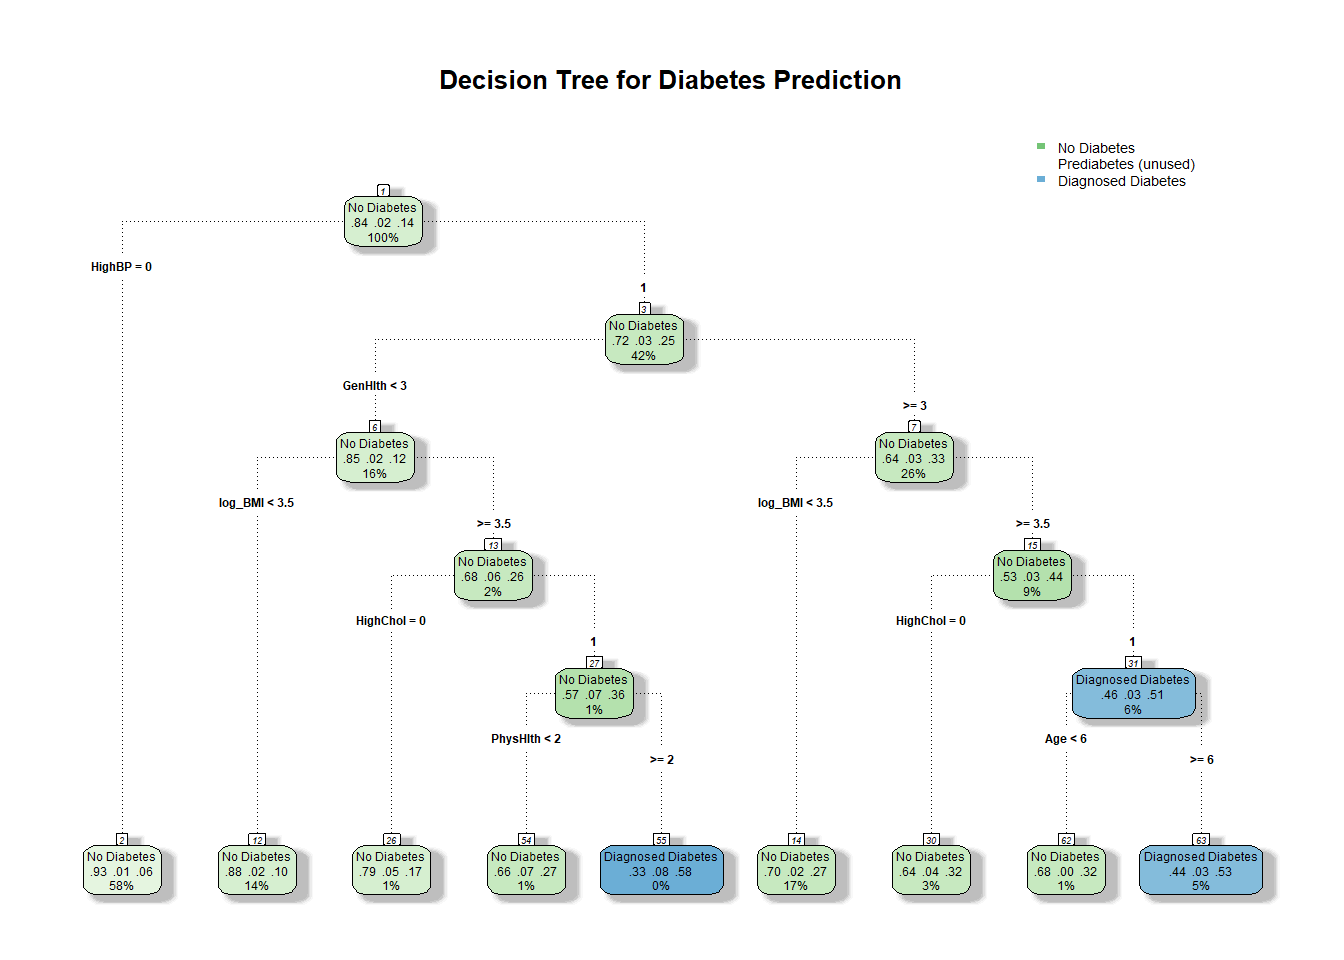 Decision Tree for Diabetes Prediction
No Diabetes
Prediabetes (unused)
Diagnosed Diabetes
1
No Diabetes
.84 .02 .14
100%
HighBP = 0
1
3
No Diabetes
.72 .03 .25
42%
GenHlth < 3
>= 3
6
No Diabetes
.85 .02 .12
16%
7
No Diabetes
.64 .03 .33
26%
log_BMI < 3.5
>= 3.5
log_BMI < 3.5
>= 3.5
13
No Diabetes
.68 .06 .26
2%
15
No Diabetes
.53 .03 .44
9%
HighChol = 0
1
HighChol = 0
1
27
No Diabetes
.57 .07 .36
1%
31
Diagnosed Diabetes
.46 .03 .51
6%
PhysHlth < 2
>= 2
Age < 6
>= 6
2
No Diabetes
.93 .01 .06
58%
12
No Diabetes
.88 .02 .10
14%
26
No Diabetes
.79 .05 .17
1%
54
No Diabetes
.66 .07 .27
1%
55
Diagnosed Diabetes
.33 .08 .58
0%
14
No Diabetes
.70 .02 .27
17%
30
No Diabetes
.64 .04 .32
3%
62
No Diabetes
.68 .00 .32
1%
63
Diagnosed Diabetes
.44 .03 .53
5%